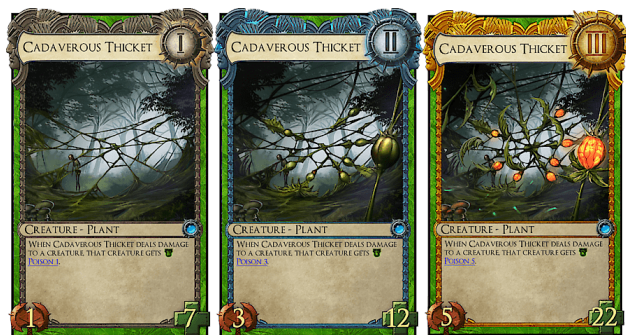 CADAVEROUS THICKET I
CREATURE - PLANT
WHEN CADAVEROUS THICKET DEALS DAMAGE
TO A CREATURE, THAT CREATURE GETS
POISON 1.
1 7
CADAVEROUS THICKET II
CREATURE - PLANT
WHEN CADAVEROUS THICKET DEALS DAMAGE
TO A CREATURE, THAT CREATURE GETS
POISON 3.
3 12
CADAVEROUS THICKET III
CREATURE - PLANT
WHEN CADAVEROUS THICKET DEALS DAMAGE
TO A CREATURE, THAT CREATURE GETS
POISON 5.
5 22